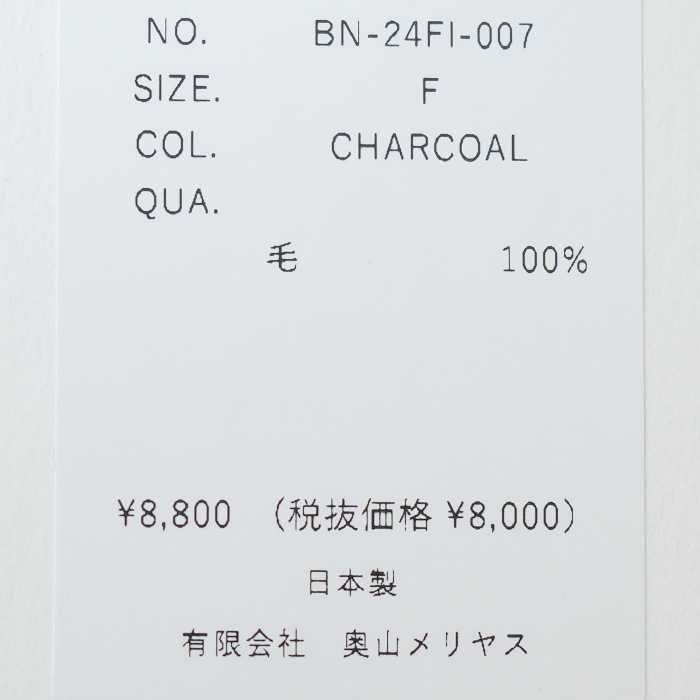 NO. BN-24FI-007
SIZE. F
COL. CHARCOAL
QUA.
毛 100%
¥8,800 (税抜価格 ¥8,000)
日本製
有限会社 奥山メリヤス